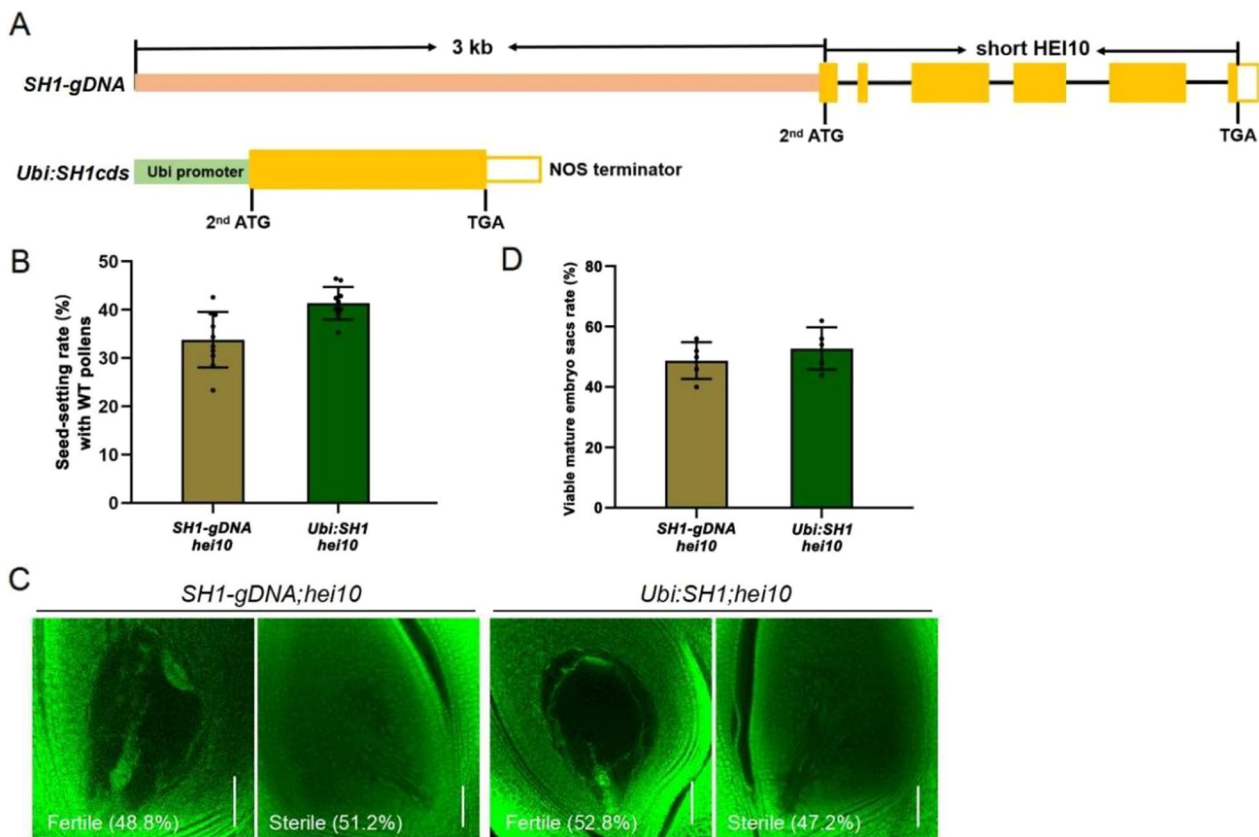 A
3 kb
short HEI10
SH1-gDNA
2nd ATG
TGA
Ubi:SH1cds
Ubi promoter
NOS terminator
2nd ATG
TGA
B
Seed-setting rate (%)
with WT pollens
50
40
30
20
10
0
SH1-gDNA
hei10
Ubi:SH1
hei10
D
Viable mature embryo sacs rate (%)
80
60
40
20
0
SH1-gDNA
hei10
Ubi:SH1
hei10
C
SH1-gDNA;hei10
Ubi:SH1;hei10
Fertile (48.8%)
Sterile (51.2%)
Fertile (52.8%)
Sterile (47.2%)